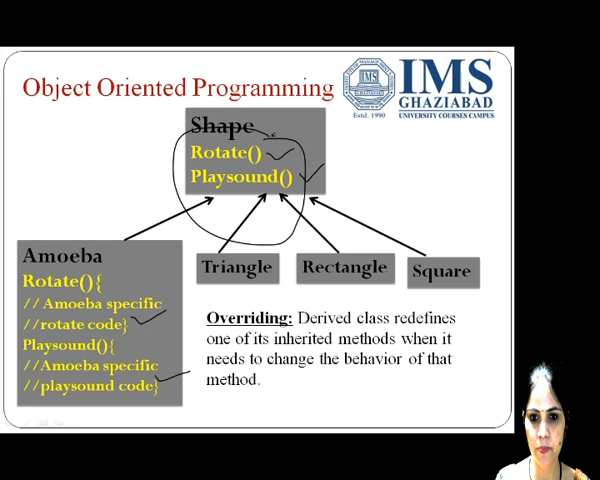 Object Oriented Programming
IMS
GHAZIABAD
Estd. 1990
UNIVERSITY COURSES CAMPUS
IMS
Shape
Rotate()
Playsound()
Amoeba
Rotate(){
// Amoeba specific
//rotate code}
Playsound(){
//Amoeba specific
//playsound code}
Triangle
Rectangle
Square
Overriding: Derived class redefines
one of its inherited methods when it
needs to change the behavior of that
method.